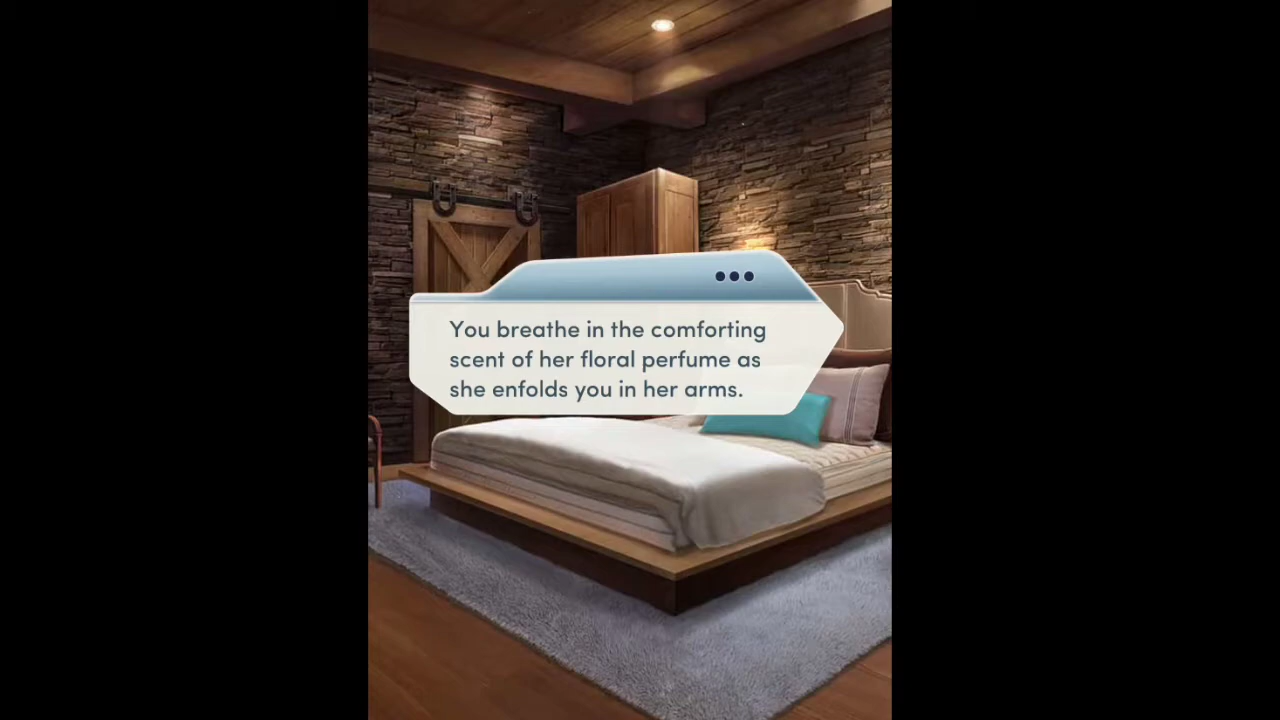 You breathe in the comforting
scent of her floral perfume as
she enfolds you in her arms.